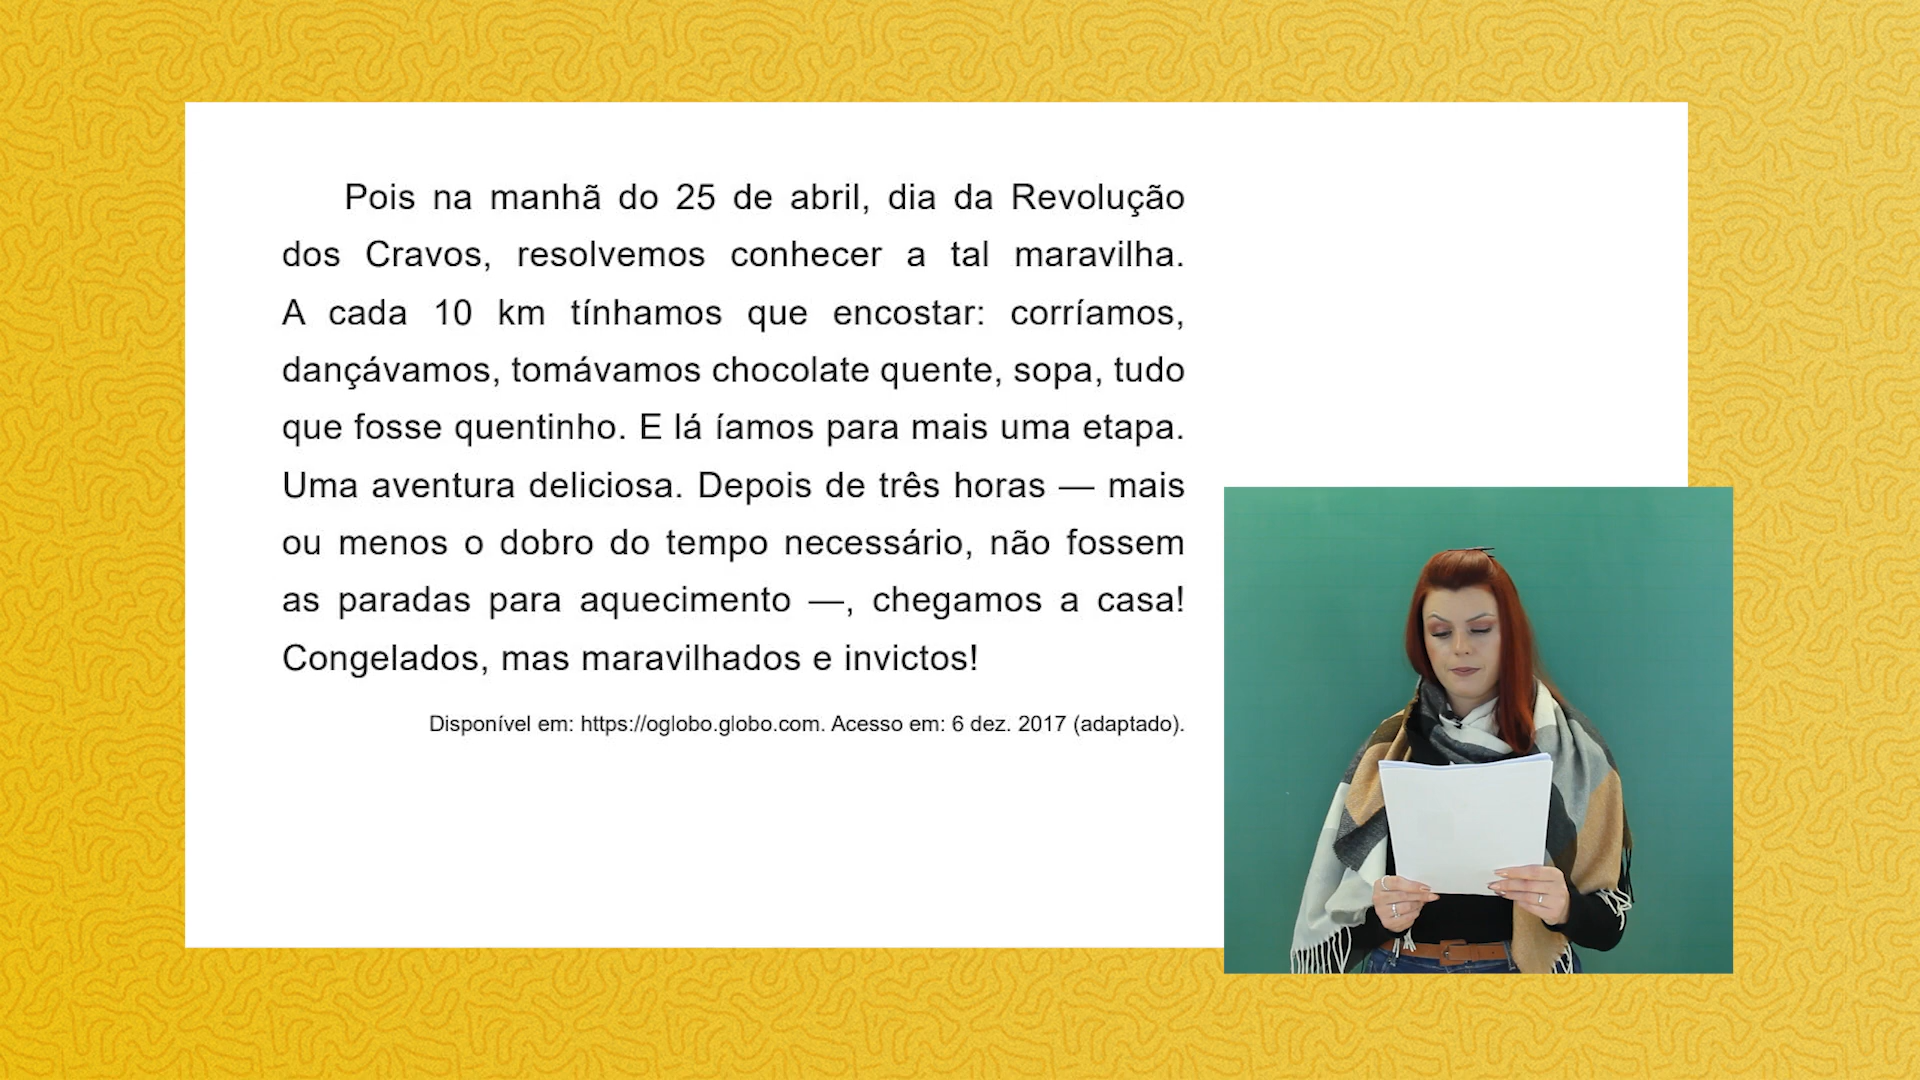 Pois na manhã do 25 de abril, dia da Revolução
dos Cravos, resolvemos conhecer a tal maravilha.
A cada 10 km tínhamos que encostar: corríamos,
dançávamos, tomávamos chocolate quente, sopa, tudo
que fosse quentinho. E lá íamos para mais uma etapa.
Uma aventura deliciosa. Depois de três horas — mais
ou menos o dobro do tempo necessário, não fossem
as paradas para aquecimento —, chegamos a casa!
Congelados, mas maravilhados e invictos!
Disponível em: https://oglobo.globo.com. Acesso em: 6 dez. 2017 (adaptado).